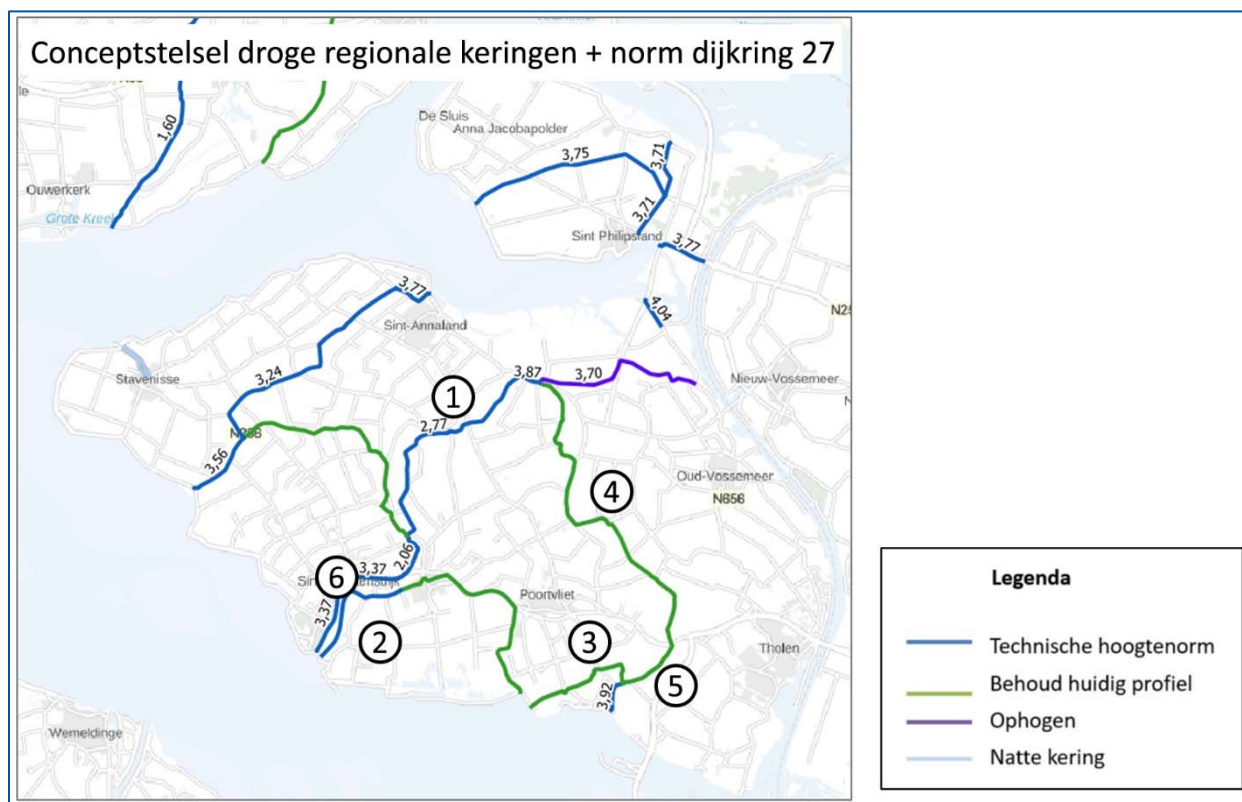 Conceptstelsel droge regionale keringen + norm dijkring 27
De Sluis
Anna Jacobapolder
1,60
3,75
3,71
Ouwerkerk
Grote Kreek
3,71
Sint Philipsland
3,77
3,77
4,04
N25
Sint-Annaland
Stavenisse
3,24
3,87
3,70
Nieuw-Vossemeer
1
2,77
3,56
4
Oud-Vossemeer
N656
2,06
6
3,37
Poortvliet
3,37
2
3
Tholen
5
3,92
Wemeldinge
Legenda
Technische hoogtenorm
Behoud huidig profiel
Ophogen
Natte kering